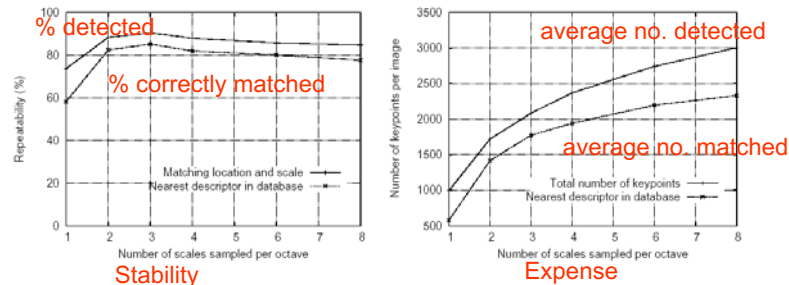 % detected
% correctly matched
Repeatability (%)
100
80
60
40
20
0
Matching location and scale
Nearest descriptor in database
1 2 3 4 5 6 7 8
Number of scales sampled per octave
Stability
average no. detected
average no. matched
Number of keypoints per image
3500
3000
2500
2000
1500
1000
500
Total number of keypoints
Nearest descriptor in database
1 2 3 4 5 6 7 8
Number of scales sampled per octave
Expense